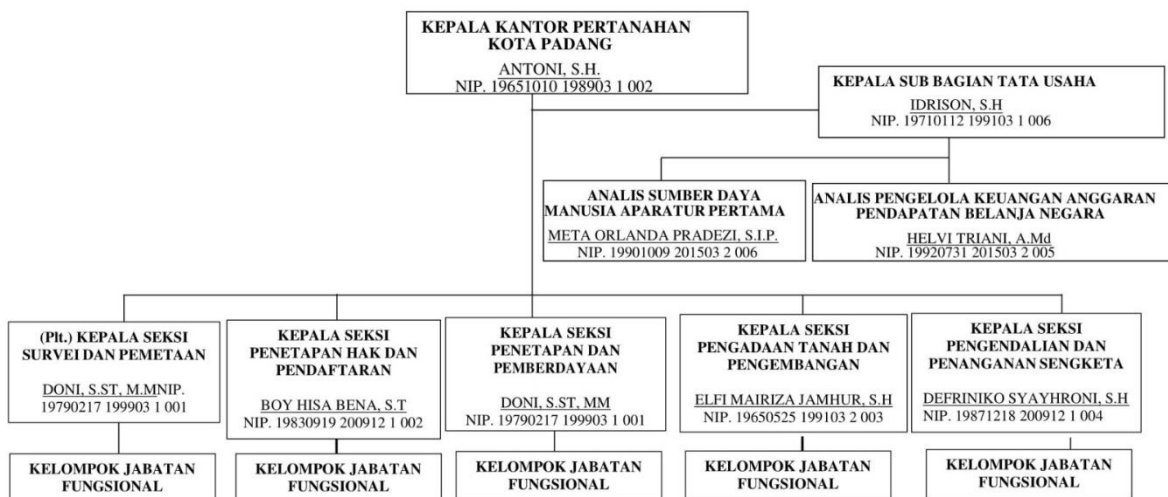 KEPALA KANTOR PERTANAHAN
KOTA PADANG
ANTONI, S.H.
NIP. 19651010 198903 1 002
KEPALA SUB BAGIAN TATA USAHA
IDRISON, S.H
NIP. 19710112 199103 1 006
ANALIS SUMBER DAYA
MANUSIA APARATUR PERTAMA
META ORLANDA PRADEZI, S.I.P.
NIP. 19901009 201503 2 006
ANALIS PENGELOLA KEUANGAN ANGGARAN
PENDAPATAN BELANJA NEGARA
HELVI TRIANI, A.Md
NIP. 19920731 201503 2 005
(Plt.) KEPALA SEKSI
SURVEI DAN PEMETAAN
DONI, S.ST, M.MNIP.
19790217 199903 1 001
KEPALA SEKSI
PENETAPAN HAK DAN
PENDAFTARAN
BOY HISA BENA, S.T
NIP. 19830919 200912 1 002
KEPALA SEKSI
PENETAPAN DAN
PEMBERDAYAAN
DONI, S.ST, MM
NIP. 19790217 199903 1 001
KEPALA SEKSI
PENGADAAN TANAH DAN
PENGEMBANGAN
ELFI MAIRIZA JAMHUR, S.H
NIP. 19650525 199103 2 003
KEPALA SEKSI
PENGENDALIAN DAN
PENANGANAN SENGKETA
DEFRINIKO SYAYHRONI, S.H
NIP. 19871218 200912 1 004
KELOMPOK JABATAN
FUNGSIONAL
KELOMPOK JABATAN
FUNGSIONAL
KELOMPOK JABATAN
FUNGSIONAL
KELOMPOK JABATAN
FUNGSIONAL
KELOMPOK JABATAN
FUNGSIONAL